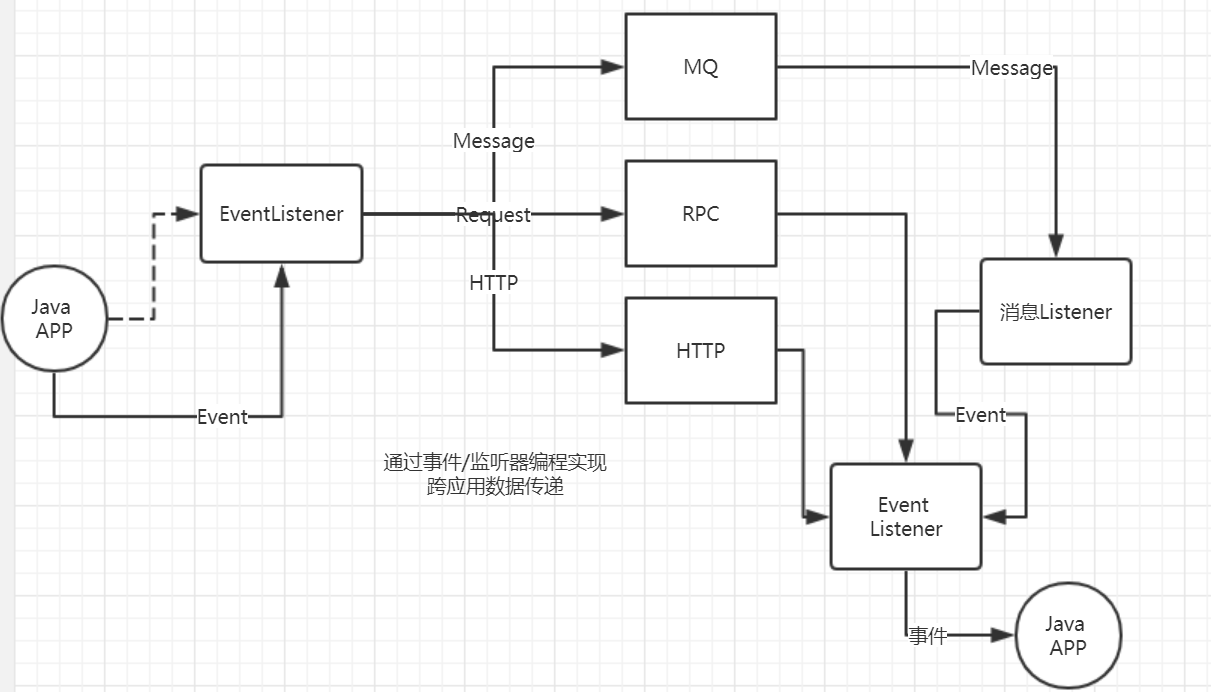 MQ
Message
Message
EventListener
Request
RPC
HTTP
Java
APP
HTTP
消息Listener
Event
Event
通过事件/监听器编程实现
跨应用数据传递
Event
Listener
事件
Java
APP